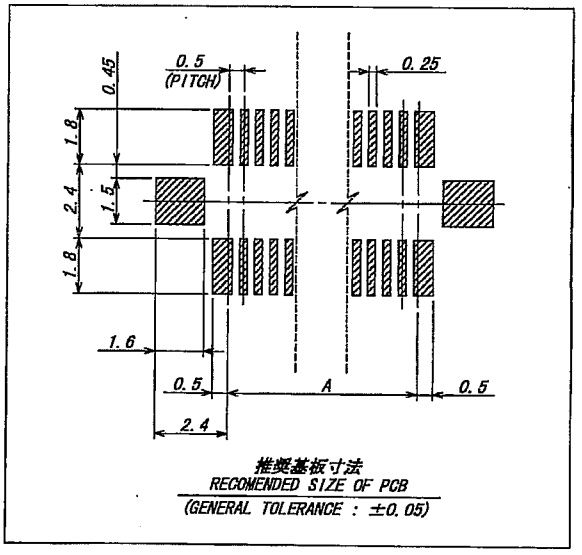 0.5
(PITCH)
0.25
0.45
1.8
2.4
1.5
1.8
1.6
0.5
A
0.5
2.4
推奨基板寸法
RECOMENDED SIZE OF PCB
(GENERAL TOLERANCE : ±0.05)